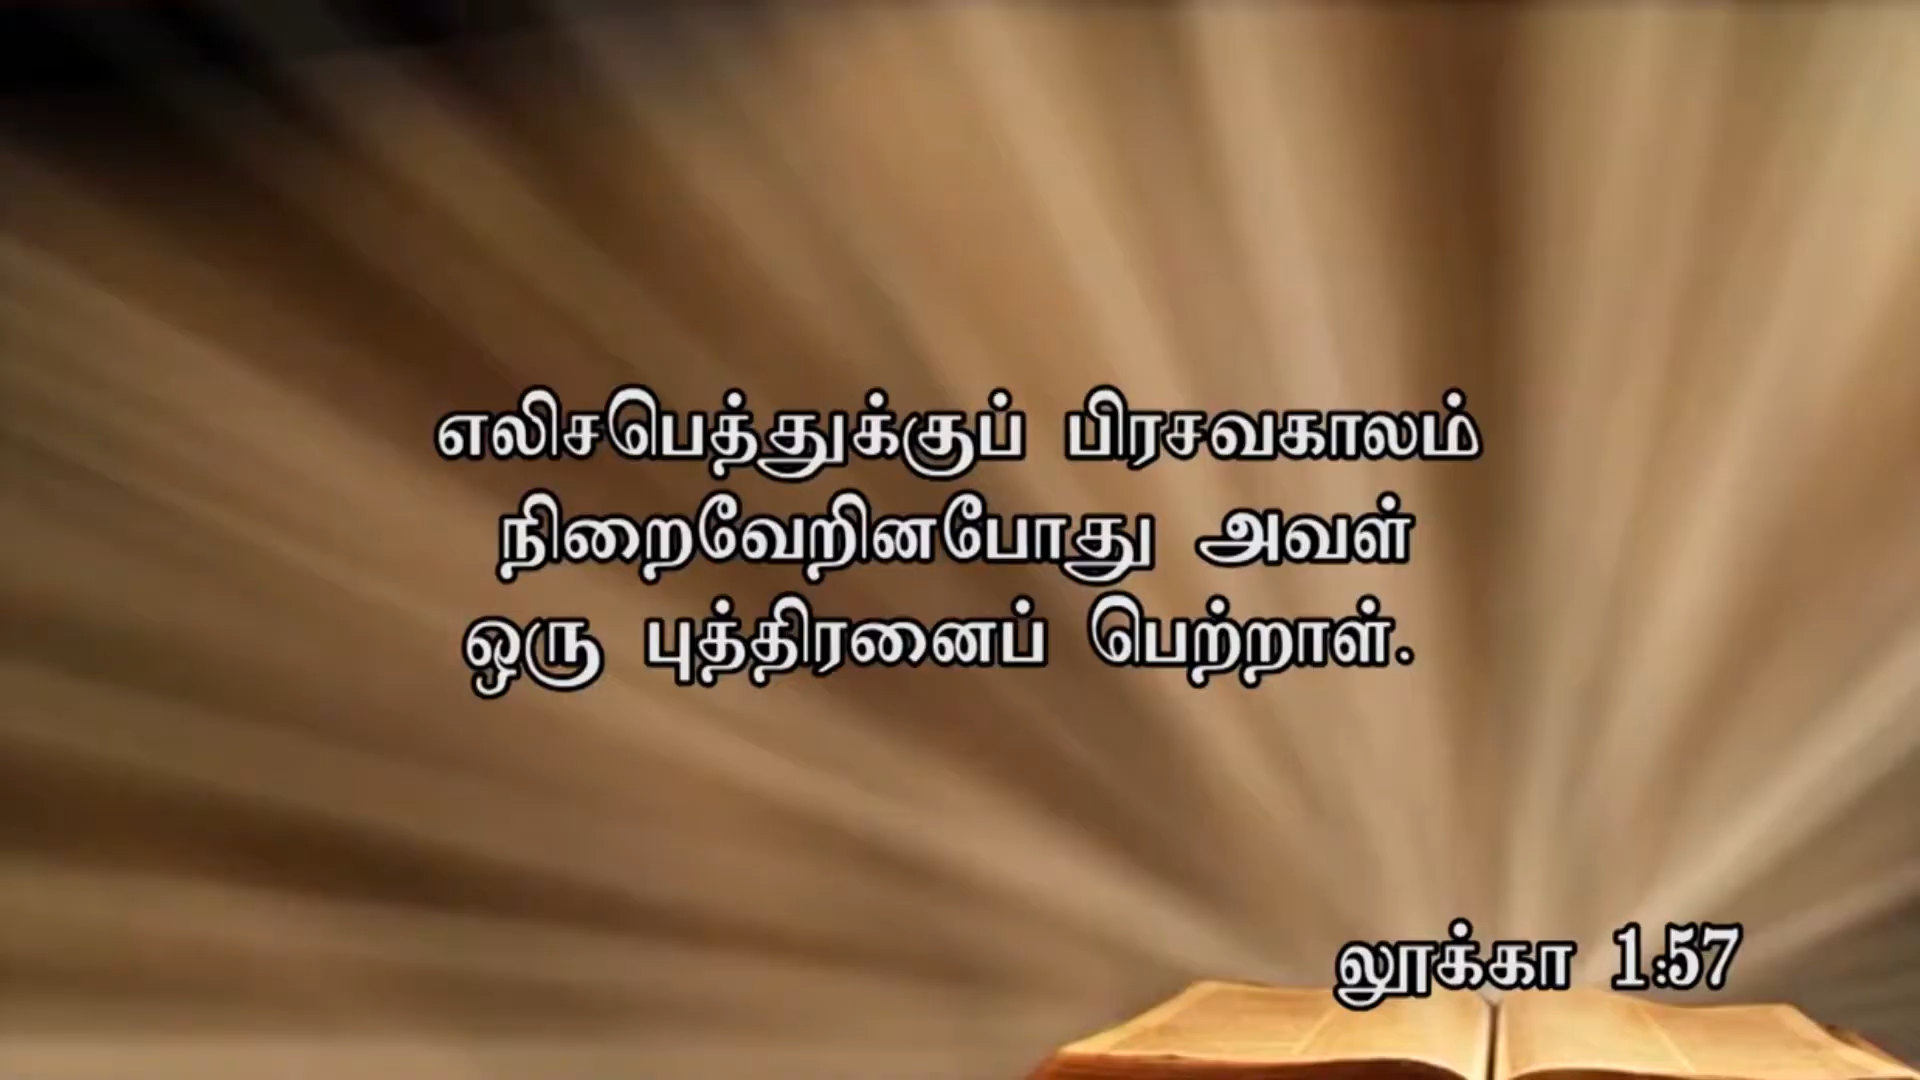 எலிசபெத்துக்குப் பிரசவகாலம்
நிறைவேறினபோது அவள்
ஒரு புத்திரனைப் பெற்றாள்.
லூக்கா 1:57